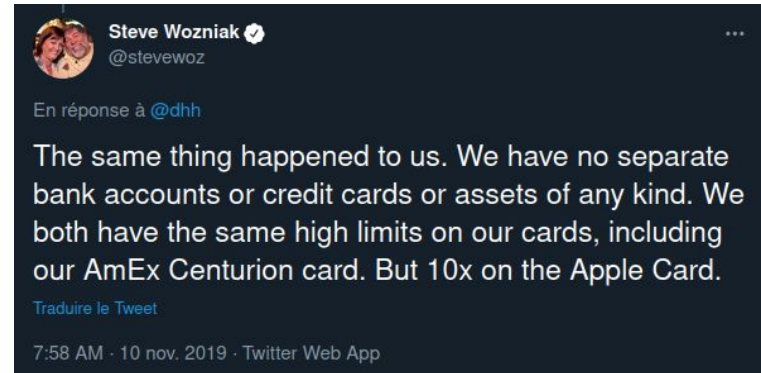 Steve Wozniak
@stevewoz
En réponse à @dhh
The same thing happened to us. We have no separate
bank accounts or credit cards or assets of any kind. We
both have the same high limits on our cards, including
our AmEx Centurion card. But 10x on the Apple Card.
Traduire le Tweet
7:58 AM · 10 nov. 2019 · Twitter Web App